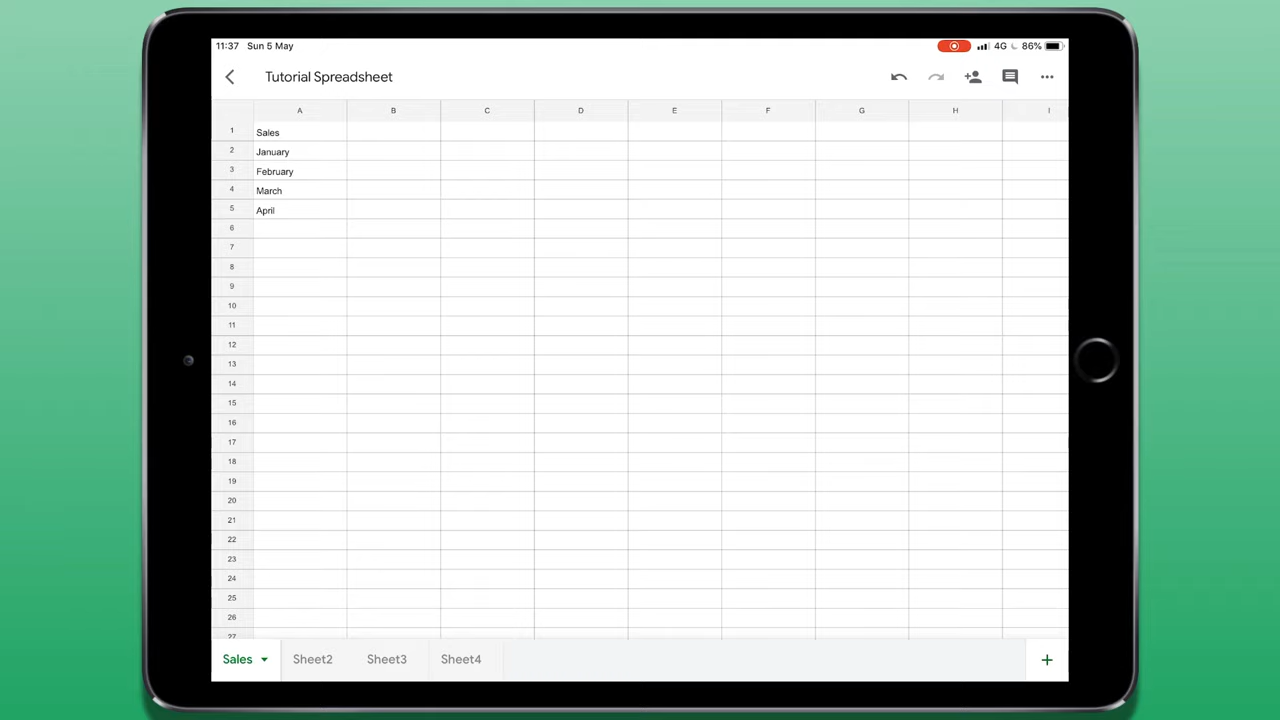 11:37 Sun 5 May 4G 86%
Tutorial Spreadsheet
A B C D E F G H I
1 Sales
2 January
3 February
4 March
5 April
6
7
8
9
10
11
12
13
14
15
16
17
18
19
20
21
22
23
24
25
26
27
Sales Sheet2 Sheet3 Sheet4 +